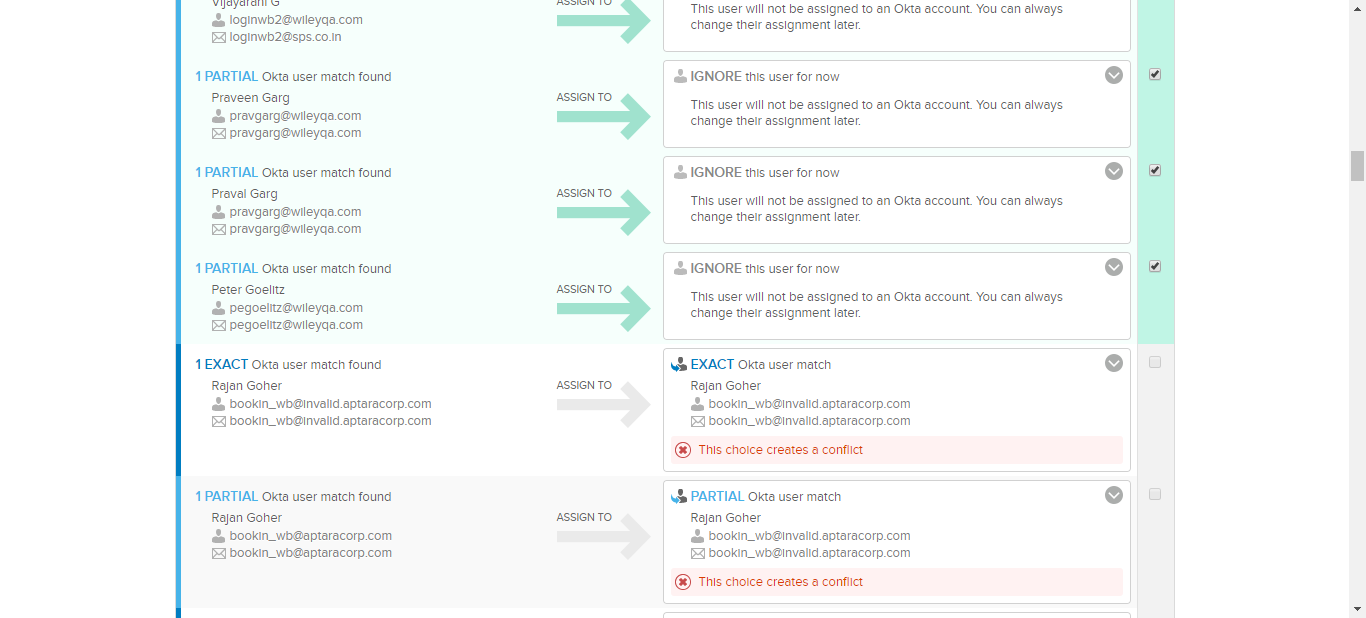 Vijayarani G
ASSIGN TO
loginwb2@wileyqa.com
loginwb2@sps.co.in
This user will not be assigned to an Okta account. You can always
change their assignment later.
1 PARTIAL Okta user match found
Praveen Garg
pravgarg@wileyqa.com
pravgarg@wileyqa.com
ASSIGN TO
IGNORE this user for now
This user will not be assigned to an Okta account. You can always
change their assignment later.
1 PARTIAL Okta user match found
Praval Garg
pravgarg@wileyqa.com
pravgarg@wileyqa.com
ASSIGN TO
IGNORE this user for now
This user will not be assigned to an Okta account. You can always
change their assignment later.
1 PARTIAL Okta user match found
Peter Goelitz
pegoelitz@wileyqa.com
pegoelitz@wileyqa.com
ASSIGN TO
IGNORE this user for now
This user will not be assigned to an Okta account. You can always
change their assignment later.
1 EXACT Okta user match found
Rajan Goher
bookin_wb@invalid.aptaracorp.com
bookin_wb@invalid.aptaracorp.com
ASSIGN TO
EXACT Okta user match
Rajan Goher
bookin_wb@invalid.aptaracorp.com
bookin_wb@invalid.aptaracorp.com
This choice creates a conflict
1 PARTIAL Okta user match found
Rajan Goher
bookin_wb@aptaracorp.com
bookin_wb@aptaracorp.com
ASSIGN TO
PARTIAL Okta user match
Rajan Goher
bookin_wb@invalid.aptaracorp.com
bookin_wb@invalid.aptaracorp.com
This choice creates a conflict